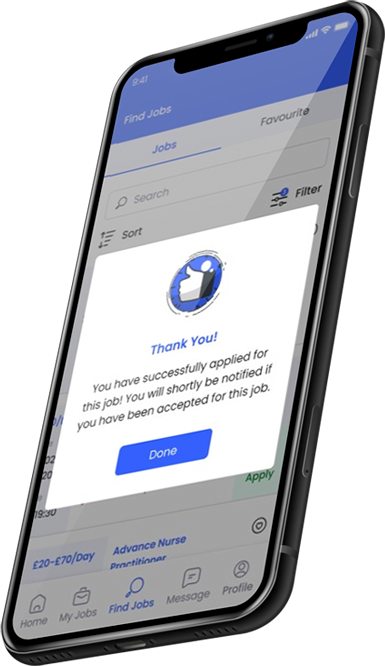 9:41
Find Jobs
Jobs
Favourite
Search
2
Filter
Sort
Thank You!
You have successfully applied for
this job! You will shortly be notified if
you have been accepted for this job.
Done
Apply
19:30
£20-£70/Day
Advance Nurse
Practitioner
Home
My Jobs
Find Jobs
Message
Profile